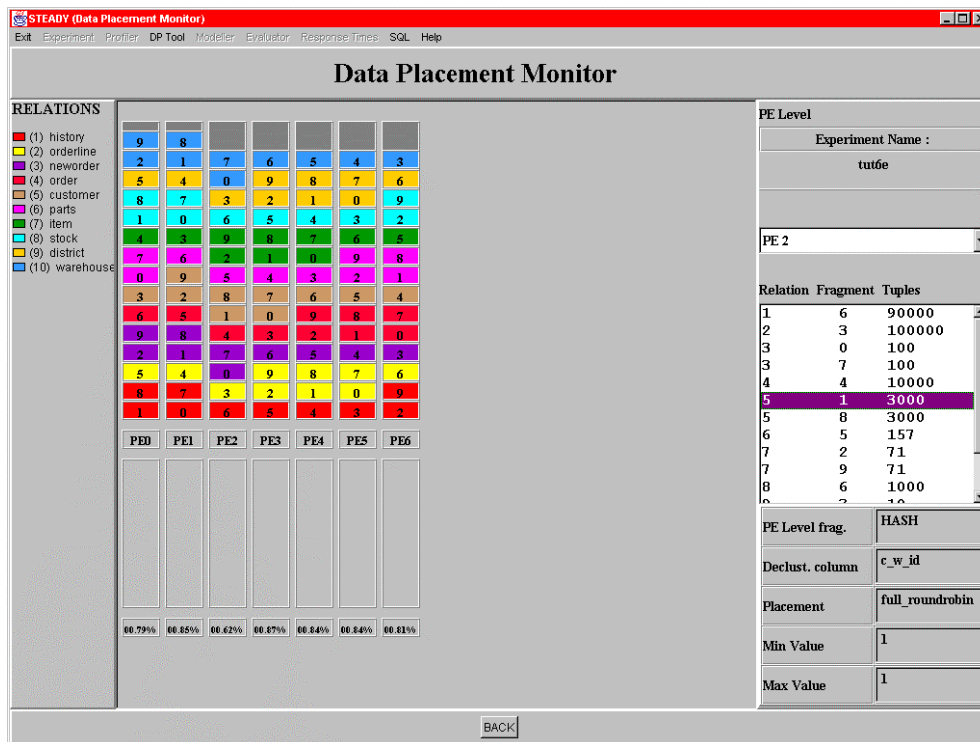 STEADY (Data Placement Monitor)
Exit Experiment Profiler DP Tool Modeller Evaluator Response Times SQL Help
Data Placement Monitor
RELATIONS
(1) history
(2) orderline
(3) neworder
(4) order
(5) customer
(6) parts
(7) item
(8) stock
(9) district
(10) warehouse
9 8
2 1 7 6 5 4 3
5 4 0 9 8 7 6
8 7 3 2 1 0 9
1 0 6 5 4 3 2
4 3 9 8 7 6 5
7 6 2 1 0 9 8
0 9 5 4 3 2 1
3 2 8 7 6 5 4
6 5 1 0 9 8 7
9 8 4 3 2 1 0
2 1 7 6 5 4 3
5 4 0 9 8 7 6
8 7 3 2 1 0 9
1 0 6 5 4 3 2
PE0 PE1 PE2 PE3 PE4 PE5 PE6
00.79% 00.85% 00.62% 00.87% 00.84% 00.84% 00.81%
PE Level
Experiment Name :
tut6e
PE 2
Relation Fragment Tuples
1 6 90000
2 3 100000
3 0 100
3 7 100
4 4 10000
5 1 3000
5 8 3000
6 5 157
7 2 71
7 9 71
8 6 1000
9 3 10
PE Level frag. HASH
Declust. column c_w_id
Placement full_roundrobin
Min Value 1
Max Value 1
BACK